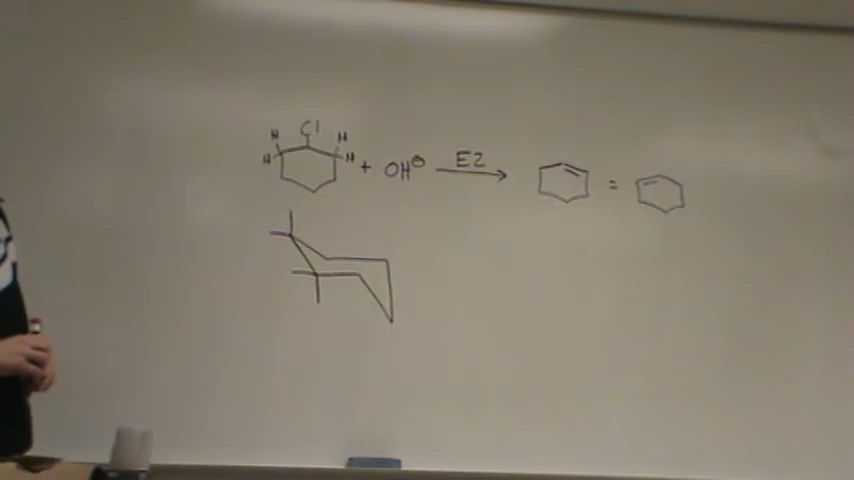 Cl
H H
H H + OH⊖ E2 =